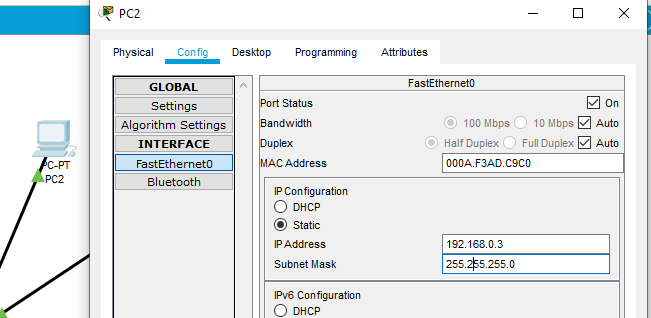 PC2
Physical Config Desktop Programming Attributes
GLOBAL
Settings
Algorithm Settings
INTERFACE
FastEthernet0
Bluetooth
FastEthernet0
Port Status On
Bandwidth 100 Mbps 10 Mbps Auto
Duplex Half Duplex Full Duplex Auto
MAC Address 000A.F3AD.C9C0
IP Configuration
DHCP
Static
IP Address 192.168.0.3
Subnet Mask 255.255.255.0
IPv6 Configuration
DHCP
PC-PT
PC2